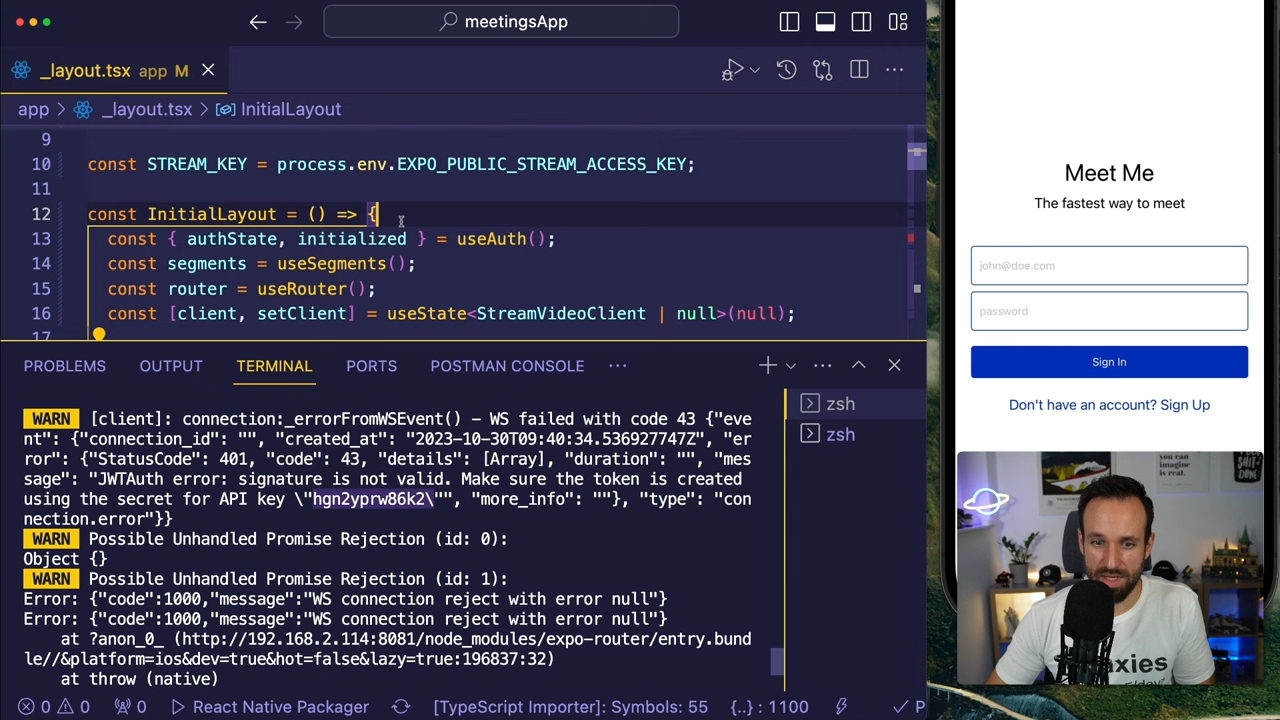 meetingsApp
_layout.tsx app M
app > _layout.tsx > InitialLayout
9
10 const STREAM_KEY = process.env.EXPO_PUBLIC_STREAM_ACCESS_KEY;
11
12 const InitialLayout = () => {
13 const { authState, initialized } = useAuth();
14 const segments = useSegments();
15 const router = useRouter();
16 const [client, setClient] = useState<StreamVideoClient | null>(null);
17
PROBLEMS OUTPUT TERMINAL PORTS POSTMAN CONSOLE
zsh
zsh
WARN [client]: connection:_errorFromWSEvent() - WS failed with code 43 {"eve
nt": {"connection_id": "", "created_at": "2023-10-30T09:40:34.536927747Z", "er
ror": {"StatusCode": 401, "code": 43, "details": [Array], "duration": "", "mes
sage": "JWTAuth error: signature is not valid. Make sure the token is created
using the secret for API key \"hgn2yprw86k2\"", "more_info": ""}, "type": "con
nection.error"}}
WARN Possible Unhandled Promise Rejection (id: 0):
Object {}
WARN Possible Unhandled Promise Rejection (id: 1):
Error: {"code":1000,"message":"WS connection reject with error null"}
Error: {"code":1000,"message":"WS connection reject with error null"}
at ?anon_0_ (http://192.168.2.114:8081/node_modules/expo-router/entry.bund
le//&platform=ios&dev=true&hot=false&lazy=true:196837:32)
at throw (native)
0 0 0 React Native Packager [TypeScript Importer]: Symbols: 55 {..} : 1100 P
Meet Me
The fastest way to meet
john@doe.com
password
Sign In
Don't have an account? Sign Up
you can
imagine
is real.